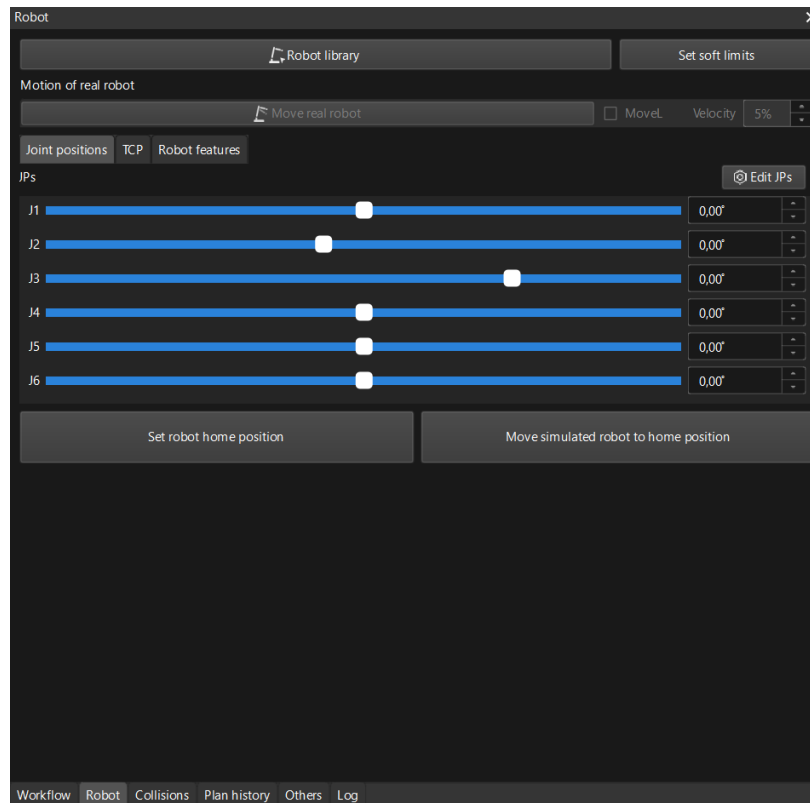 Robot
Robot library
Set soft limits
Motion of real robot
Move real robot
MoveL
Velocity
5%
Joint positions
TCP
Robot features
JPs
Edit JPs
J1
0,00°
J2
0,00°
J3
0,00°
J4
0,00°
J5
0,00°
J6
0,00°
Set robot home position
Move simulated robot to home position
Workflow
Robot
Collisions
Plan history
Others
Log